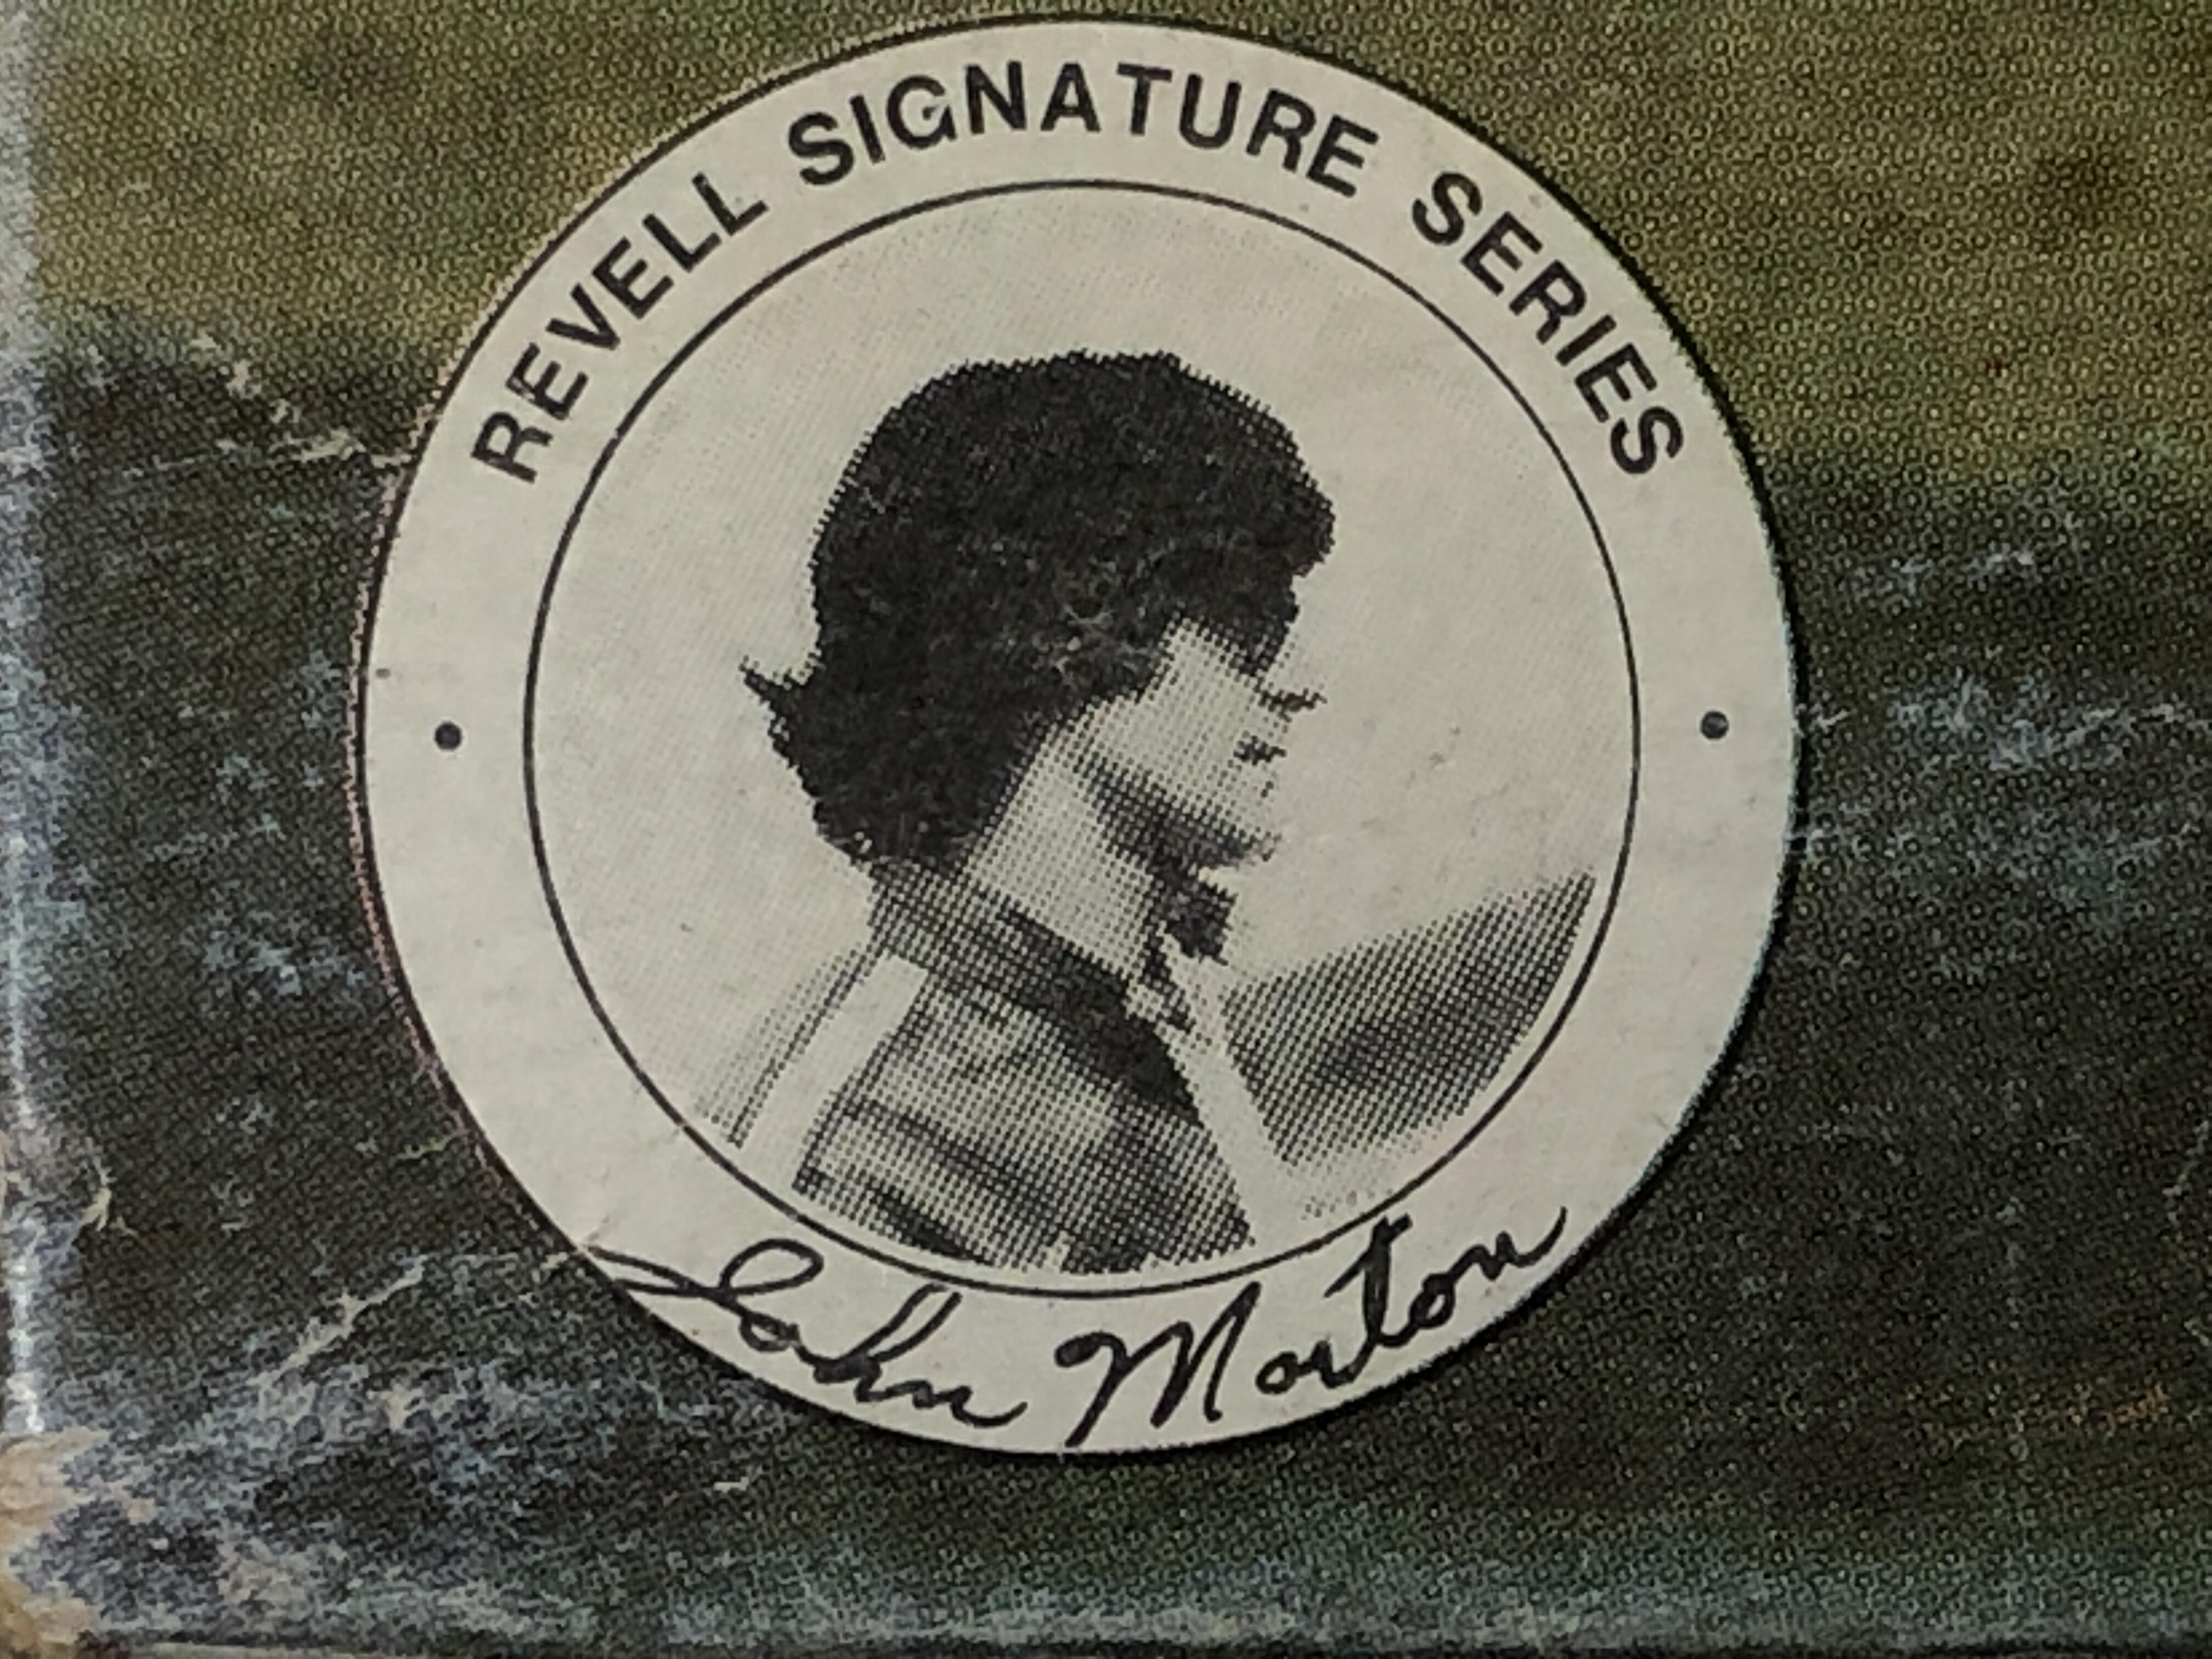 REVELL SIGNATURE SERIES
John Morton